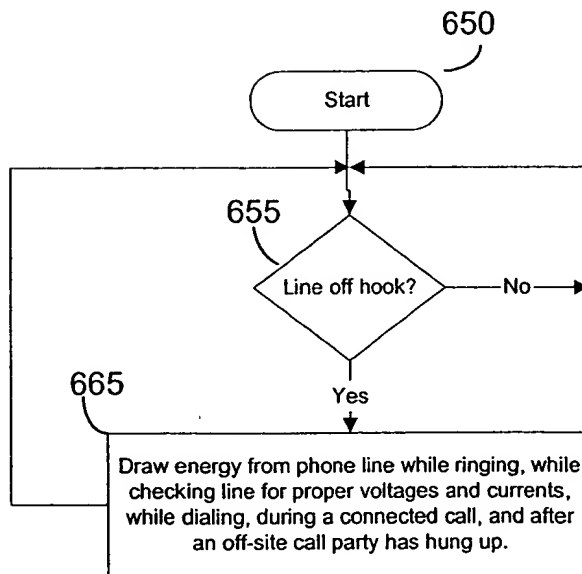 650
Start
655
Line off hook?
No
Yes
665
Draw energy from phone line while ringing, while
checking line for proper voltages and currents,
while dialing, during a connected call, and after
an off-site call party has hung up.